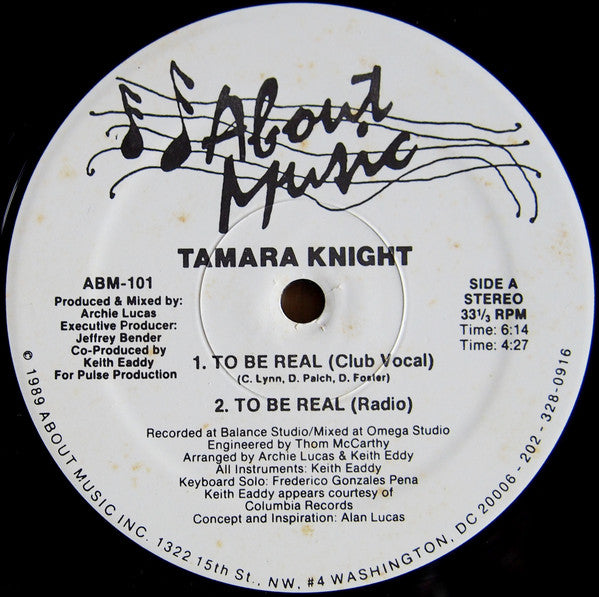 About
Music
TAMARA KNIGHT
ABM-101
Produced & Mixed by:
Archie Lucas
Executive Producer:
Jeffrey Bender
Co-Produced by
Keith Eaddy
For Pulse Production
SIDE A
STEREO
33⅓ RPM
Time: 6:14
Time: 4:27
1. TO BE REAL (Club Vocal)
(C. Lynn, D. Paich, D. Foster)
2. TO BE REAL (Radio)
Recorded at Balance Studio/Mixed at Omega Studio
Engineered by Thom McCarthy
Arranged by Archie Lucas & Keith Eddy
All Instruments: Keith Eaddy
Keyboard Solo: Frederico Gonzales Pena
Keith Eaddy appears courtesy of
Columbia Records
Concept and Inspiration: Alan Lucas
© 1989 ABOUT MUSIC INC. 1322 15th St., NW, #4 WASHINGTON, DC 20006 - 202 - 328-0916